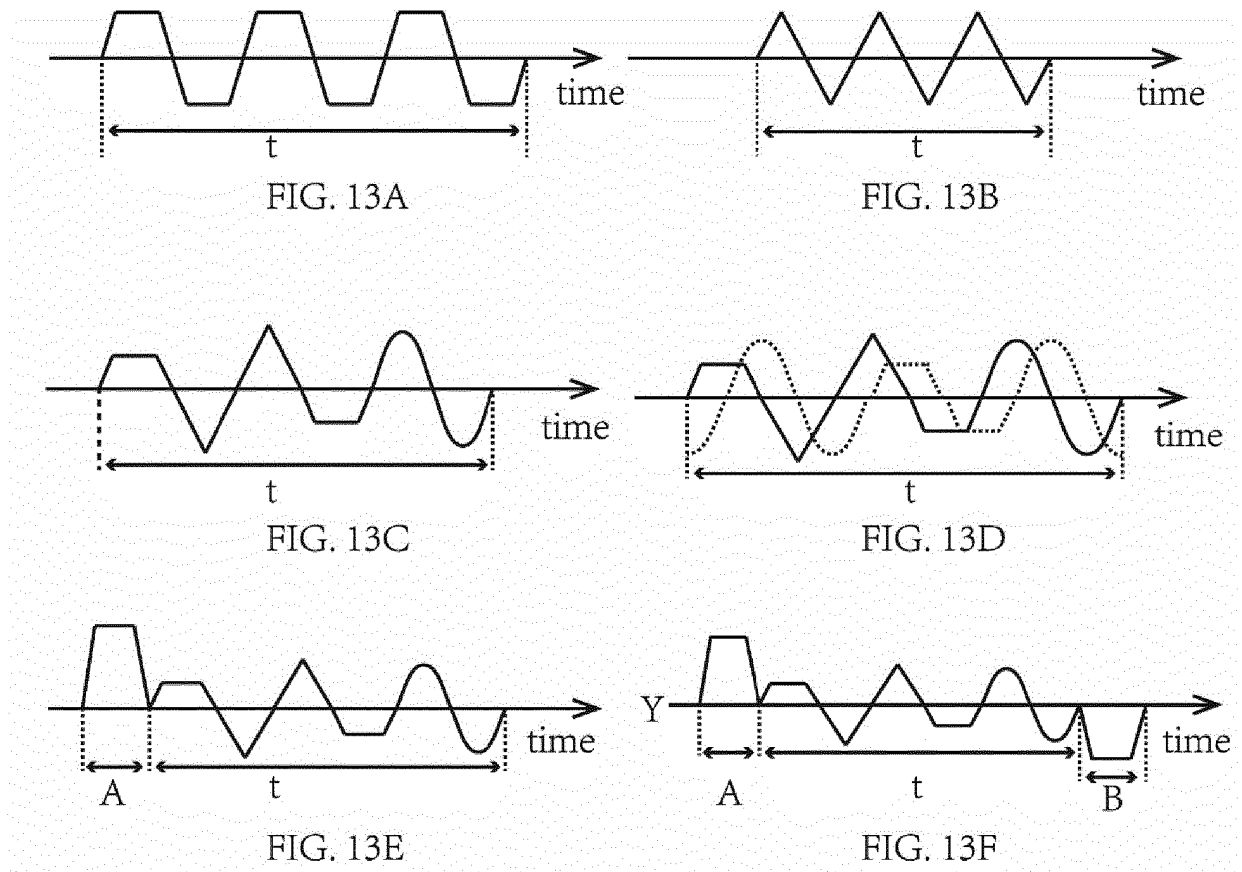 time time
t t
FIG. 13A FIG. 13B
time time
t t
FIG. 13C FIG. 13D
Y
time time
A t A t B
FIG. 13E FIG. 13F